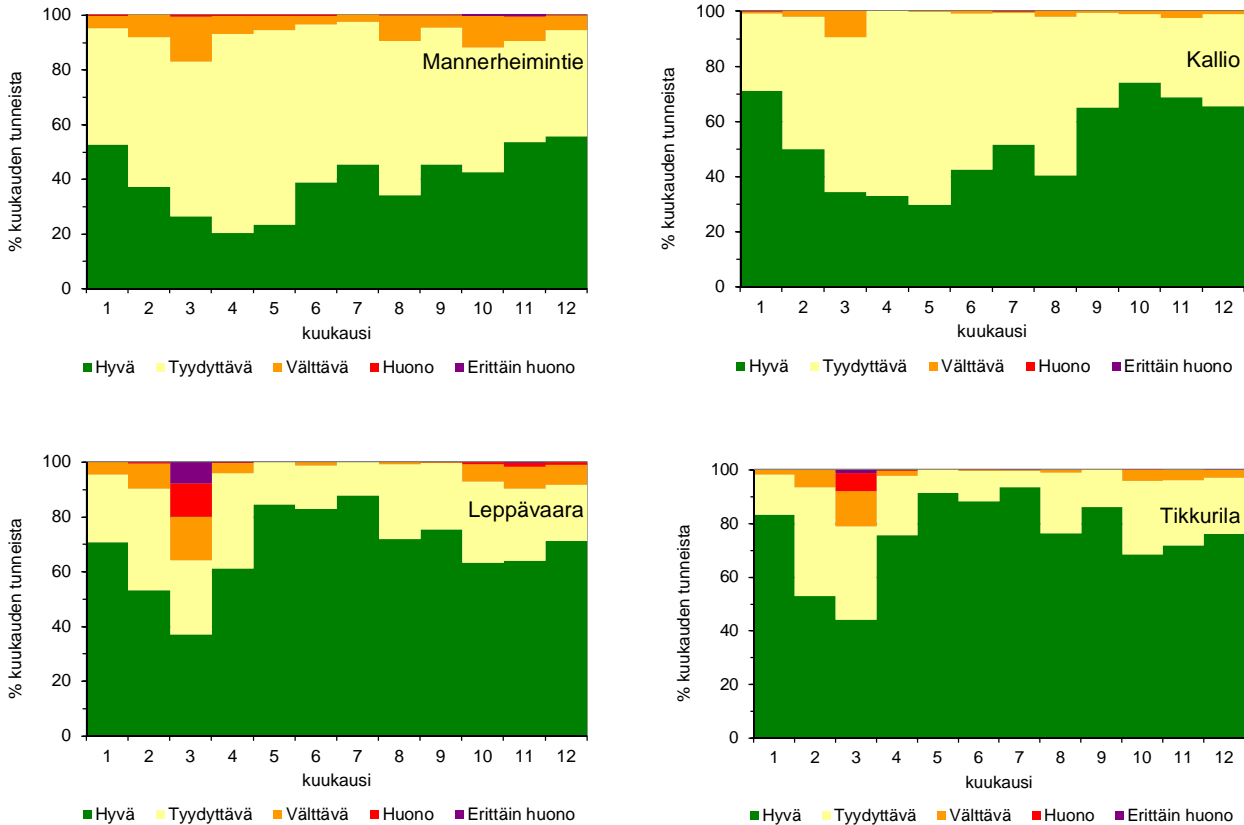 % kuukauden tunneista
100
80
60
40
20
0
Mannerheimintie
1 2 3 4 5 6 7 8 9 10 11 12
kuukausi
Hyvä Tyydyttävä Välttävä Huono Erittäin huono
% kuukauden tunneista
100
80
60
40
20
0
Kallio
1 2 3 4 5 6 7 8 9 10 11 12
kuukausi
Hyvä Tyydyttävä Välttävä Huono Erittäin huono
% kuukauden tunneista
100
80
60
40
20
0
Leppävaara
1 2 3 4 5 6 7 8 9 10 11 12
kuukausi
Hyvä Tyydyttävä Välttävä Huono Erittäin huono
% kuukauden tunneista
100
80
60
40
20
0
Tikkurila
1 2 3 4 5 6 7 8 9 10 11 12
kuukausi
Hyvä Tyydyttävä Välttävä Huono Erittäin huono